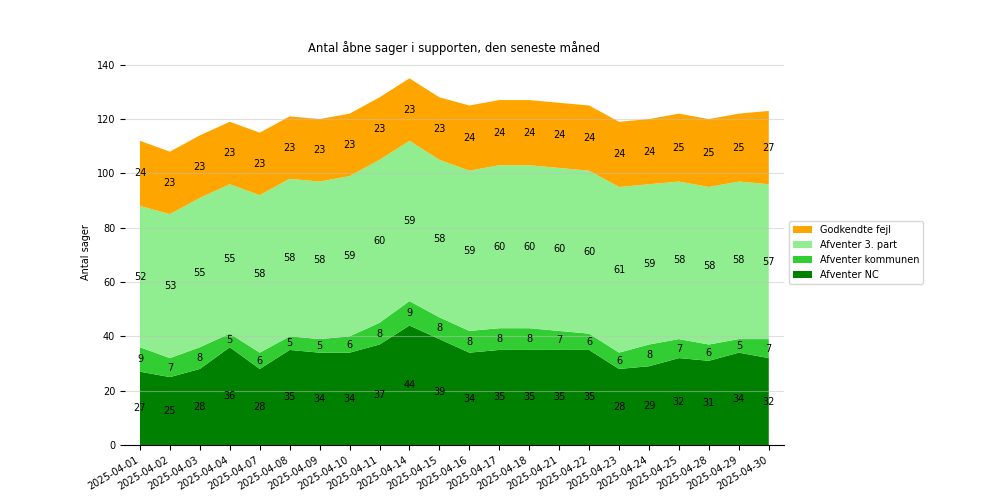 Antal åbne sager i supporten, den seneste måned
Antal sager
140
120
100
80
60
40
20
0
24 23 23 23 23 23 23 23 23 23 23 24 24 24 24 24 24 24 25 25 25 27
52 53 55 55 58 58 58 59 60 59 58 59 60 60 60 60 61 59 58 58 58 57
9 7 8 5 6 5 5 6 8 9 8 8 8 8 7 6 6 8 7 6 5 7
27 25 28 36 28 35 34 34 37 44 39 34 35 35 35 35 28 29 32 31 34 32
2025-04-01 2025-04-02 2025-04-03 2025-04-04 2025-04-07 2025-04-08 2025-04-09 2025-04-10 2025-04-11 2025-04-14 2025-04-15 2025-04-16 2025-04-17 2025-04-18 2025-04-21 2025-04-22 2025-04-23 2025-04-24 2025-04-25 2025-04-28 2025-04-29 2025-04-30
Godkendte fejl
Afventer 3. part
Afventer kommunen
Afventer NC